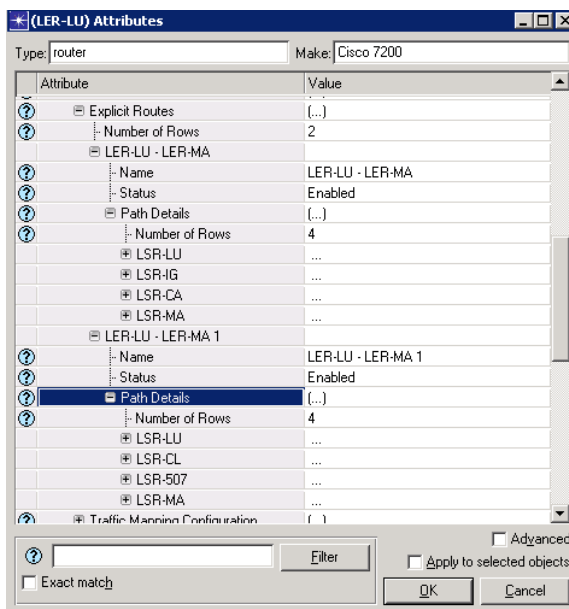 (LER-LU) Attributes
Type: router Make: Cisco 7200
Attribute Value
Explicit Routes (...)
Number of Rows 2
LER-LU - LER-MA
Name LER-LU - LER-MA
Status Enabled
Path Details (...)
Number of Rows 4
LSR-LU ...
LSR-IG ...
LSR-CA ...
LSR-MA ...
LER-LU - LER-MA 1
Name LER-LU - LER-MA 1
Status Enabled
Path Details (...)
Number of Rows 4
LSR-LU ...
LSR-CL ...
LSR-507 ...
LSR-MA ...
Traffic Mapping Configuration (...)
Advanced
Filter
Apply to selected objects
Exact match
OK Cancel